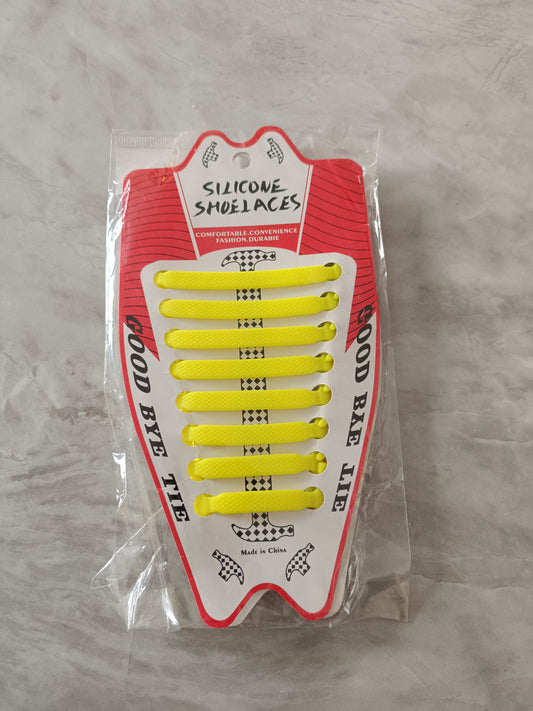 SILICONE
SHOELACES
COMFORTABLE.CONVENIENCE
FASHION.DURABIE
GOOD BYE TIE
GOOD BYE TIE
MADE IN CHINA